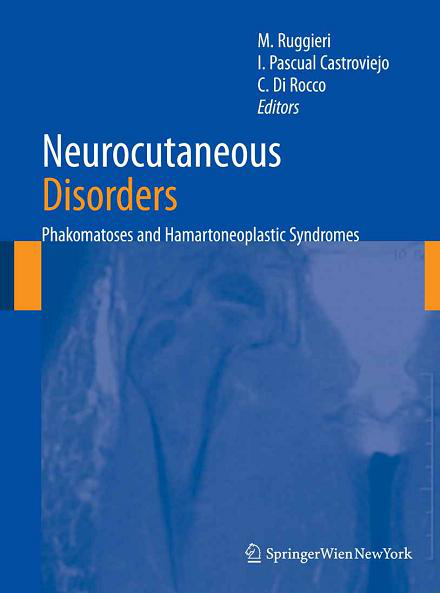 M. Ruggieri
I. Pascual Castroviejo
C. Di Rocco
Editors
Neurocutaneous
Disorders
Phakomatoses and Hamartoneoplastic Syndromes
SpringerWienNewYork